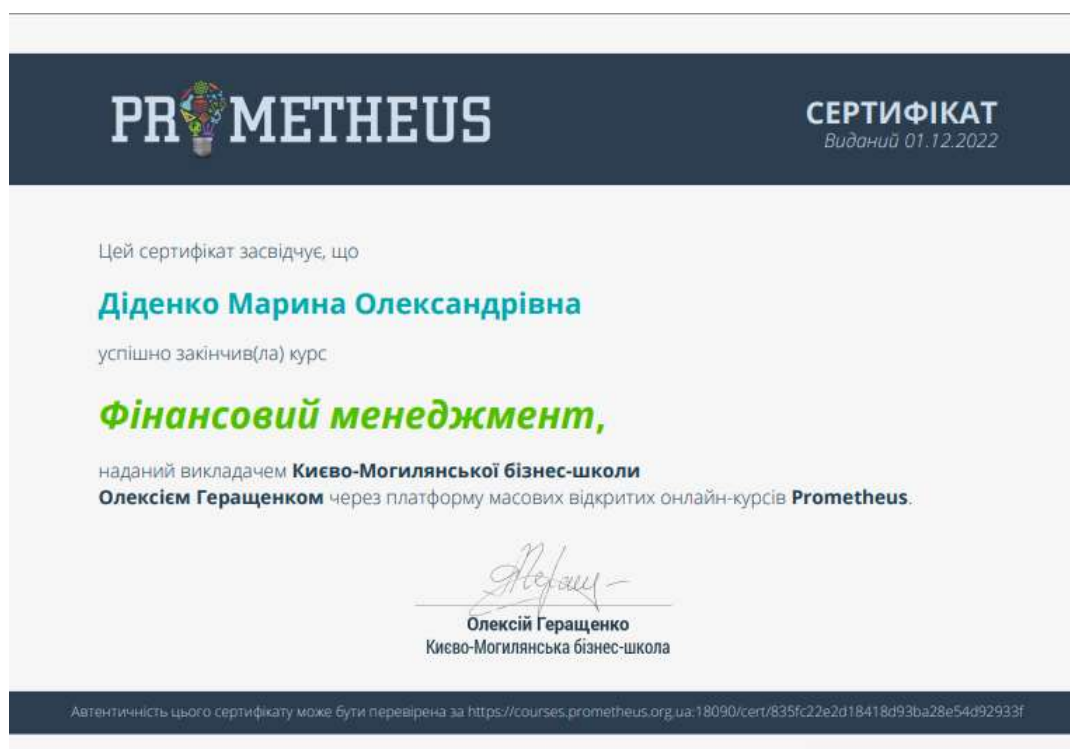 PROMETHEUS
СЕРТИФІКАТ
Виданий 01.12.2022
Цей сертифікат засвідчує, що
Діденко Марина Олександрівна
успішно закінчив(ла) курс
Фінансовий менеджмент,
наданий викладачем Києво-Могилянської бізнес-школи
Олексієм Геращенком через платформу масових відкритих онлайн-курсів Prometheus.
Олексій Геращенко
Києво-Могилянська бізнес-школа
Автентичність цього сертифікату може бути перевірена за https://courses.prometheus.org.ua:18090/cert/835fc22e2d18418d93ba28e54d92933f